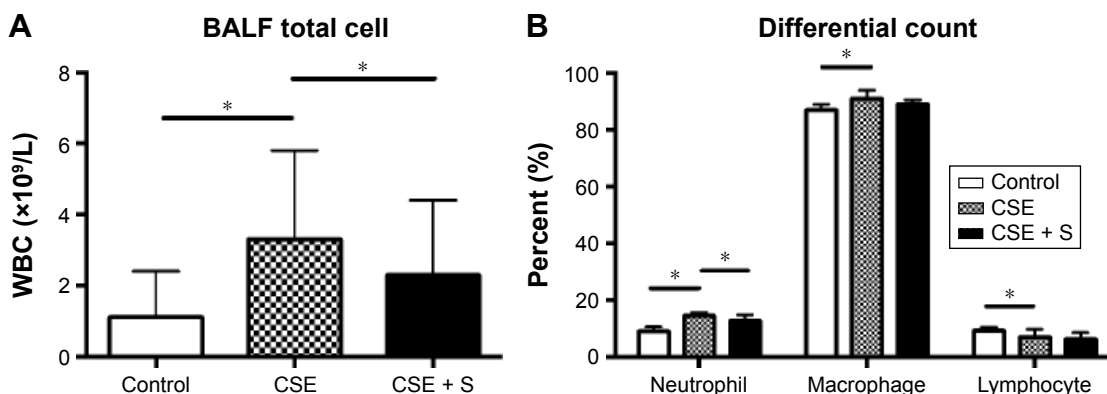 A
BALF total cell
WBC (×10⁹/L)
8
6
4
2
0
*
*
Control
CSE
CSE + S
B
Differential count
Percent (%)
100
80
60
40
20
0
*
*
*
*
Control
CSE
CSE + S
Neutrophil
Macrophage
Lymphocyte